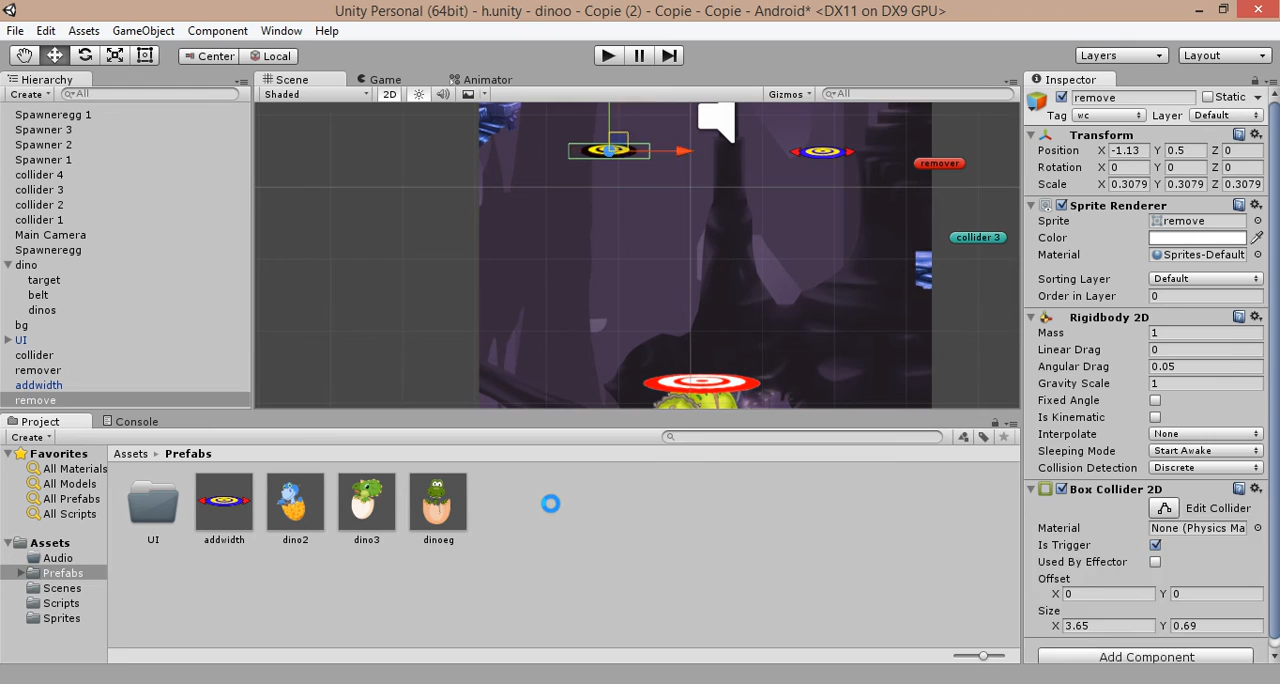 Unity Personal (64bit) - h.unity - dinoo - Copie (2) - Copie - Copie - Android* <DX11 on DX9 GPU>
File Edit Assets GameObject Component Window Help
Center Local Layers Layout
Hierarchy
Create All
Spawneregg 1
Spawner 3
Spawner 2
Spawner 1
collider 4
collider 3
collider 2
collider 1
Main Camera
Spawneregg
dino
target
belt
dinos
bg
UI
collider
remover
addwidth
remove
Scene Game Animator
Shaded 2D Gizmos All
remover
collider 3
Inspector
remove Static
Tag wc Layer Default
Transform
Position X -1.13 Y 0.5 Z 0
Rotation X 0 Y 0 Z 0
Scale X 0.3079 Y 0.3079 Z 0.3079
Sprite Renderer
Sprite remove
Color
Material Sprites-Default
Sorting Layer Default
Order in Layer 0
Rigidbody 2D
Mass 1
Linear Drag 0
Angular Drag 0.05
Gravity Scale 1
Fixed Angle
Is Kinematic
Interpolate None
Sleeping Mode Start Awake
Collision Detection Discrete
Box Collider 2D
Edit Collider
Material None (Physics Ma
Is Trigger
Used By Effector
Offset
X 0 Y 0
Size
X 3.65 Y 0.69
Add Component
Project Console
Create
Favorites
All Materials
All Models
All Prefabs
All Scripts
Assets
Audio
Prefabs
Scenes
Scripts
Sprites
Assets Prefabs
UI addwidth dino2 dino3 dinoeg